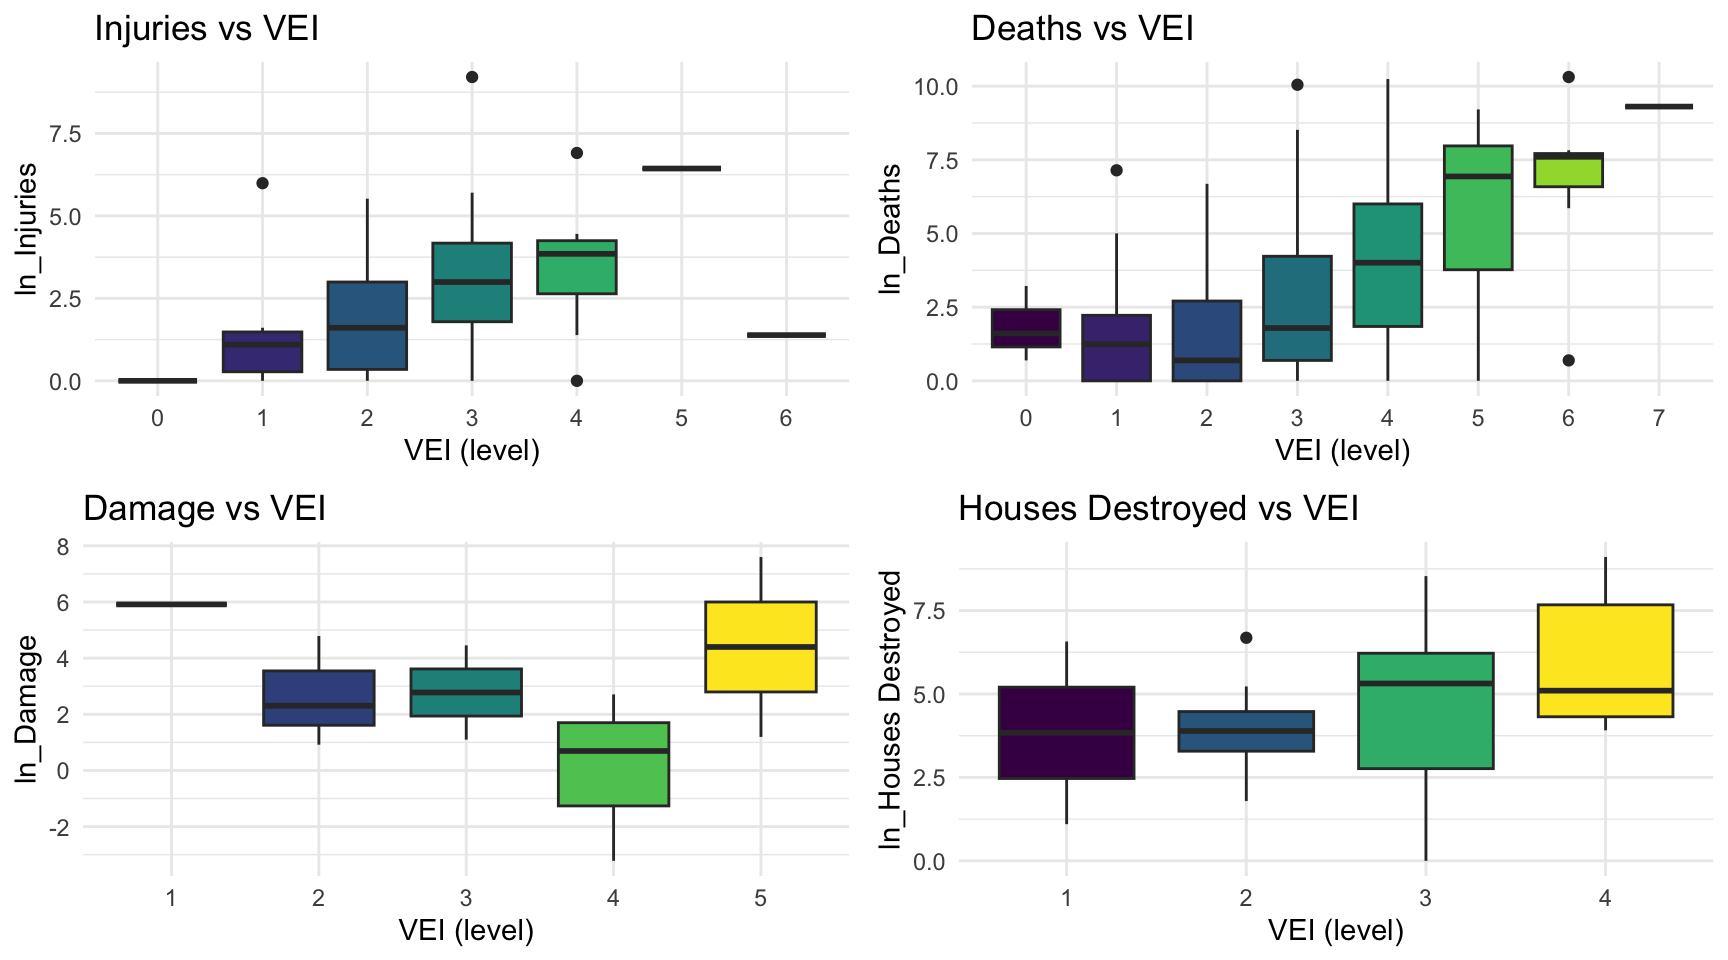 Injuries vs VEI
ln_Injuries
7.5
5.0
2.5
0.0
0 1 2 3 4 5 6
VEI (level)
Deaths vs VEI
ln_Deaths
10.0
7.5
5.0
2.5
0.0
0 1 2 3 4 5 6 7
VEI (level)
Damage vs VEI
ln_Damage
8
6
4
2
0
-2
1 2 3 4 5
VEI (level)
Houses Destroyed vs VEI
ln_Houses Destroyed
7.5
5.0
2.5
0.0
1 2 3 4
VEI (level)